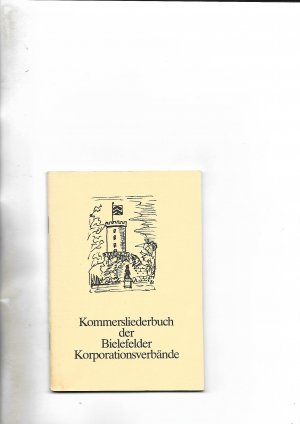 Kommersliederbuch
der
Bielefelder
Korporationsverbände